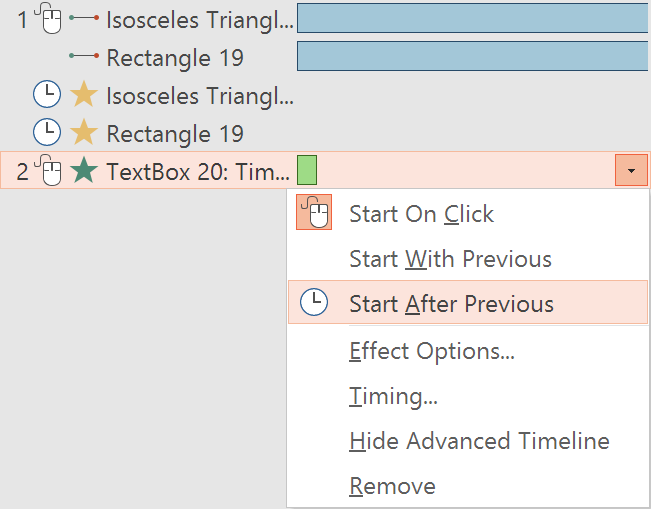 1 Isosceles Triangl...
Rectangle 19
Isosceles Triangl...
Rectangle 19
2 TextBox 20: Tim...
Start On Click
Start With Previous
Start After Previous
Effect Options...
Timing...
Hide Advanced Timeline
Remove